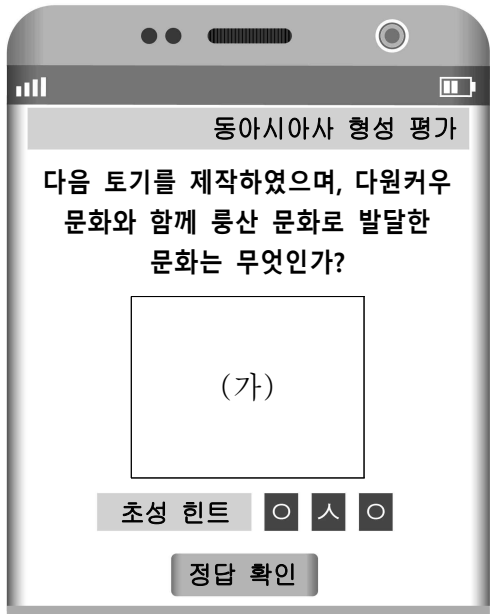 동아시아사 형성 평가
다음 토기를 제작하였으며, 다원커우
문화와 함께 룽산 문화로 발달한
문화는 무엇인가?
(가)
초성 힌트 ㅇ ㅅ ㅇ
정답 확인